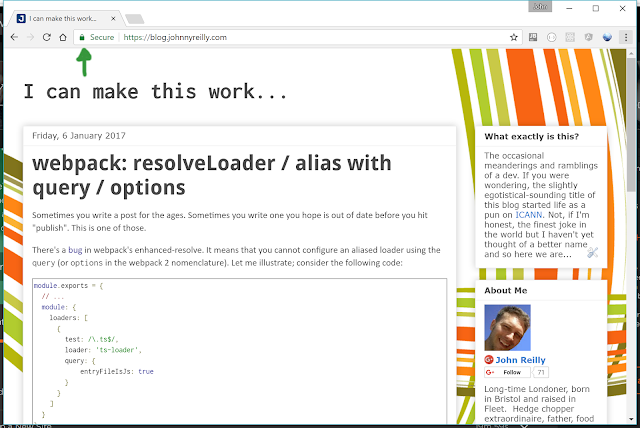 John
I can make this work...
Secure
https://blog.johnnyreilly.com
I can make this work...
Friday, 6 January 2017
webpack: resolveLoader / alias with
query / options
Sometimes you write a post for the ages. Sometimes you write one you hope is out of date before you hit
"publish". This is one of those.
There's a bug in webpack's enhanced-resolve. It means that you cannot configure an aliased loader using the
query (or options in the webpack 2 nomenclature). Let me illustrate; consider the following code:
module.exports = {
// ...
module: {
loaders: [
{
test: /\.ts$/,
loader: 'ts-loader',
query: {
entryFileIsJs: true
}
}
]
}
What exactly is this?
The occasional
meanderings and ramblings
of a dev. If you were
wondering, the slightly
egotistical-sounding title of
this blog started life as a
pun on ICANN. Not, if I'm
honest, the finest joke in
the world but I haven't yet
thought of a better name
and so here we are...
About Me
John Reilly
G+ Follow 71
Long-time Londoner, born
in Bristol and raised in
Fleet. Hedge chopper
extraordinaire, father, food